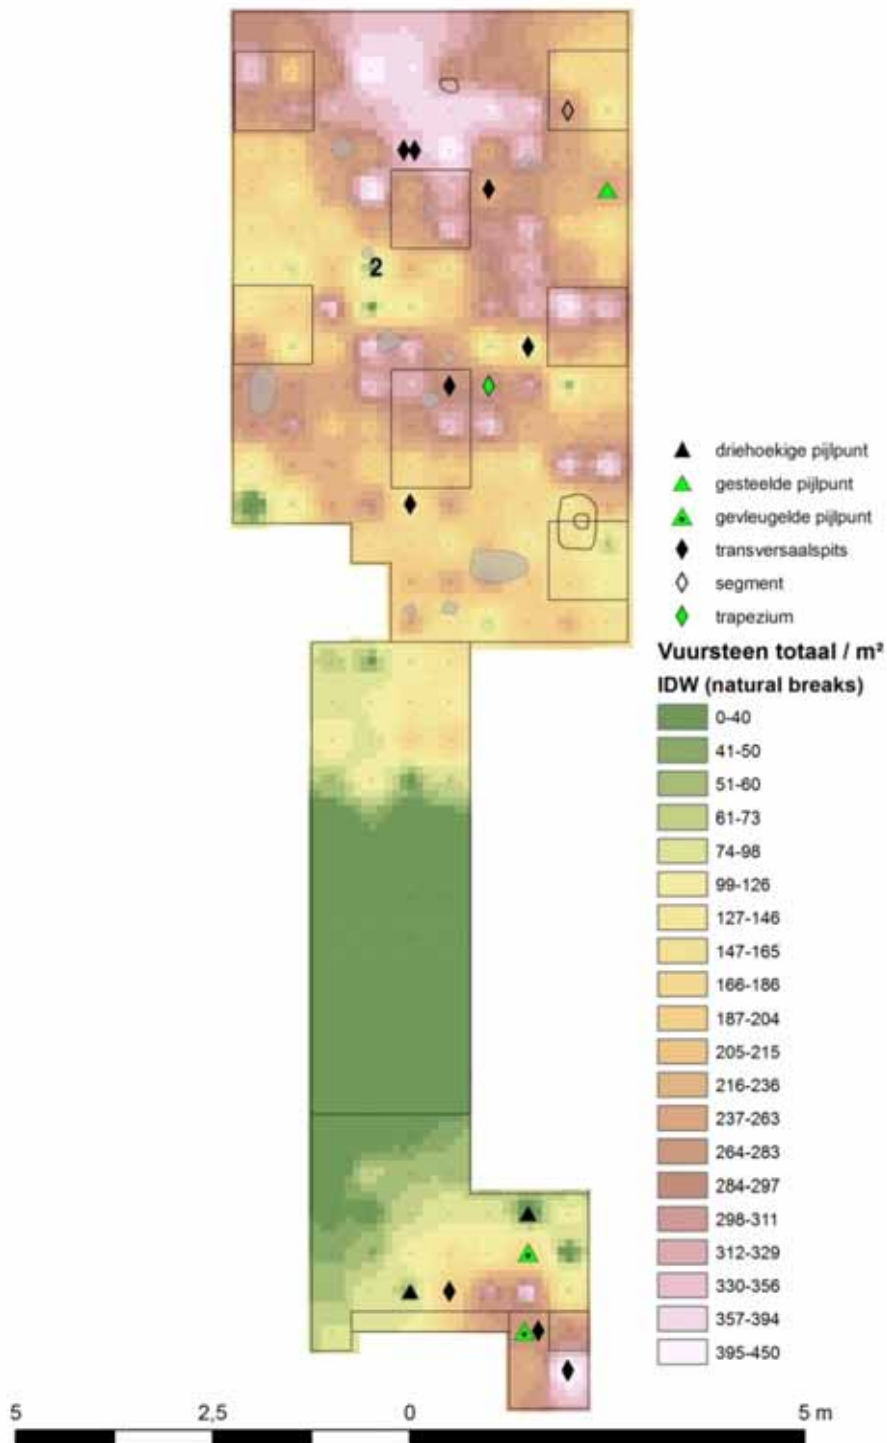 2
driehoekige pijlpunt
gesteelde pijlpunt
gevleugelde pijlpunt
transversaalspits
segment
trapezium
Vuursteen totaal / m²
IDW (natural breaks)
0-40
41-50
51-60
61-73
74-98
99-126
127-146
147-165
166-186
187-204
205-215
216-236
237-263
264-283
284-297
298-311
312-329
330-356
357-394
395-450
5 2,5 0 5 m